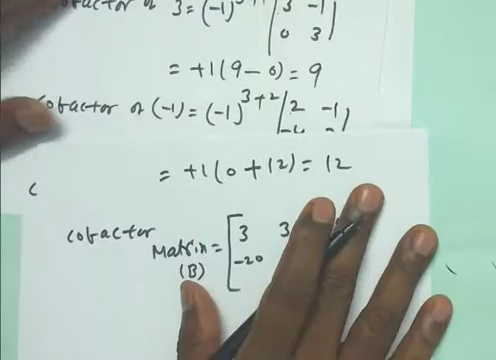 of 3 = (-1) | 3 -1 |
0 3
= +1(9-0) = 9
Cofactor of (-1) = (-1)^3+2 | 2 -1 |
= +1(0+12) = 12
Cofactor
Matrix = [ 3 3
(B) -20